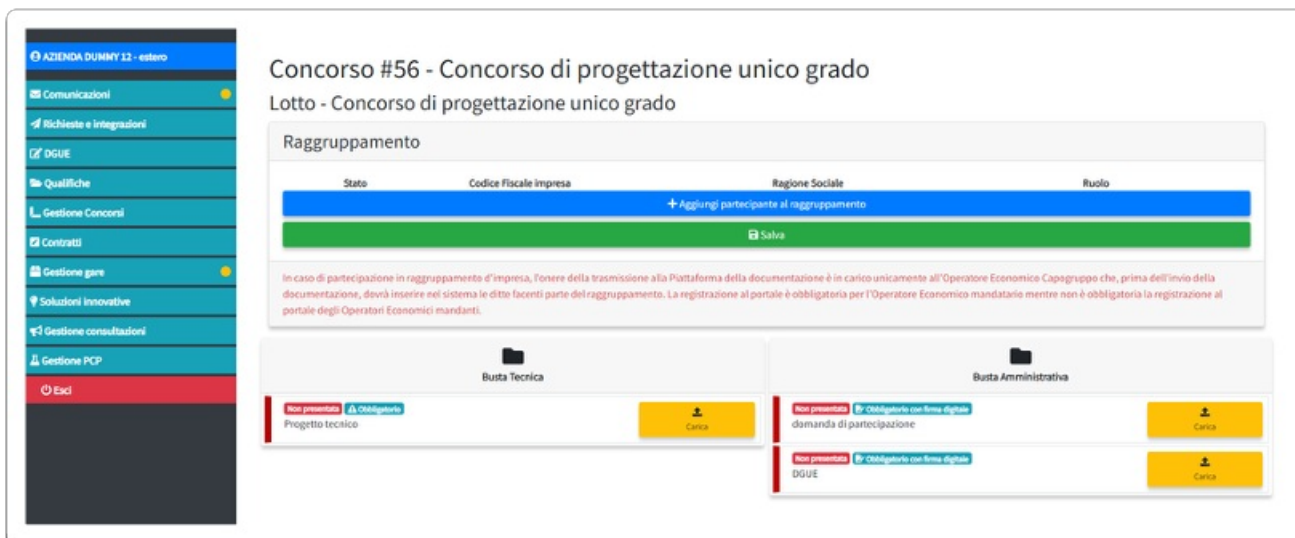 AZIENDA DUMMY 12 - estero
Comunicazioni
Richieste e integrazioni
DGUE
Qualifiche
Gestione Concorsi
Contratti
Gestione gare
Soluzioni innovative
Gestione consultazioni
Gestione PCP
Esci
Concorso #56 - Concorso di progettazione unico grado
Lotto - Concorso di progettazione unico grado
Raggruppamento
Stato Codice Fiscale impresa Ragione Sociale Ruolo
+ Aggiungi partecipante al raggruppamento
Salva
In caso di partecipazione in raggruppamento d'impresa, l'onere della trasmissione alla Piattaforma della documentazione è in carico unicamente all'Operatore Economico Capogruppo che, prima dell'invio della
documentazione, dovrà inserire nel sistema le ditte facenti parte del raggruppamento. La registrazione al portale è obbligatoria per l'Operatore Economico mandatario mentre non è obbligatoria la registrazione al
portale degli Operatori Economici mandanti.
Busta Tecnica
Non presentata Obbligatorio
Progetto tecnico
Carica
Busta Amministrativa
Non presentata Obbligatorio con firma digitale
domanda di partecipazione
Carica
Non presentata Obbligatorio con firma digitale
DGUE
Carica